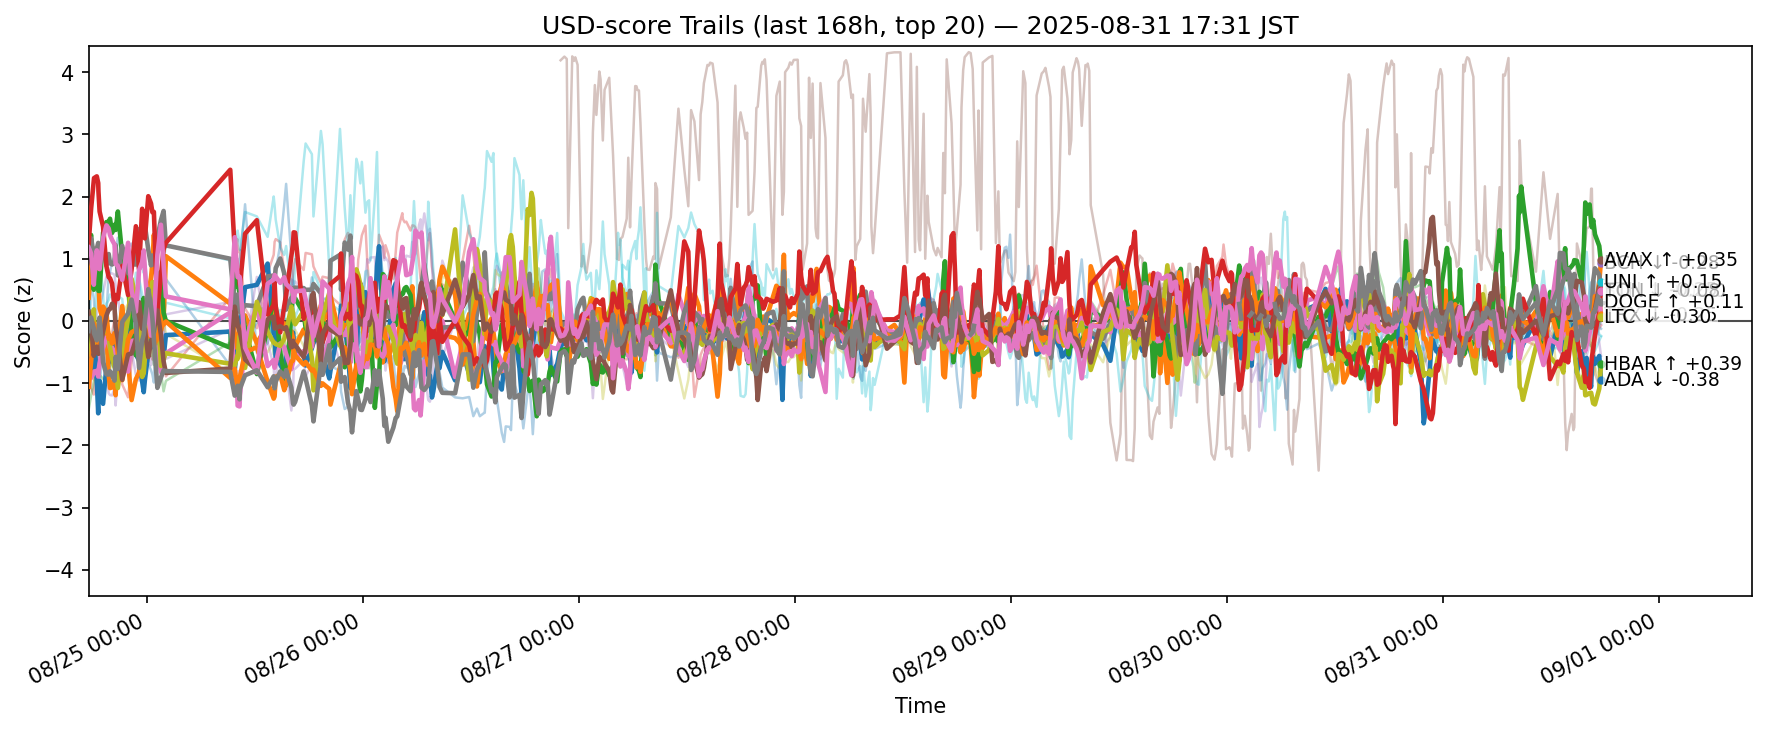 USD-score Trails (last 168h, top 20) — 2025-08-31 17:31 JST
Score (z)
4
3
2
1
0
−1
−2
−3
−4
AVAX ↑ +0.35
UNI ↑ +0.15
DOGE ↑ +0.11
LTC ↓ -0.30
HBAR ↑ +0.39
ADA ↓ -0.38
08/25 00:00
08/26 00:00
08/27 00:00
08/28 00:00
08/29 00:00
08/30 00:00
08/31 00:00
09/01 00:00
Time